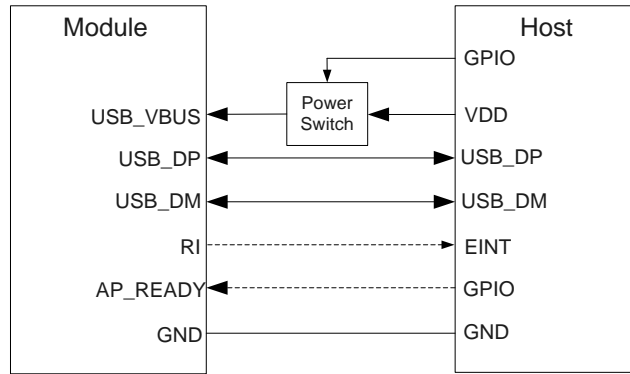 Module
Host
GPIO
Power
Switch
USB_VBUS
VDD
USB_DP
USB_DP
USB_DM
USB_DM
RI
EINT
AP_READY
GPIO
GND
GND